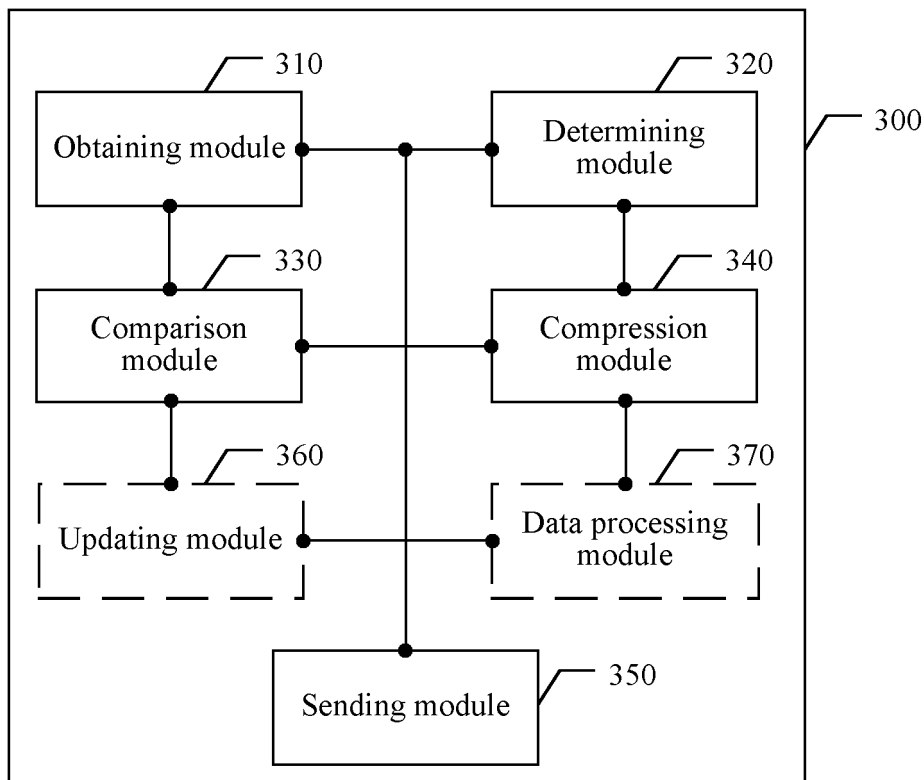 310
320
300
Obtaining module
Determining
module
330
340
Comparison
module
Compression
module
360
370
Updating module
Data processing
module
350
Sending module